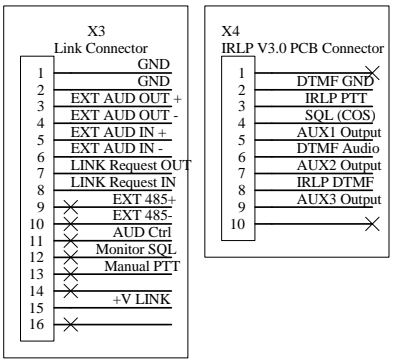 X3
Link Connector
1 GND
2 GND
3 EXT AUD OUT +
4 EXT AUD OUT -
5 EXT AUD IN +
6 EXT AUD IN -
7 LINK Request OUT
8 LINK Request IN
9 EXT 485+
10 EXT 485-
11 AUD Ctrl
12 Monitor SQL
13 Manual PTT
14
15 +V LINK
16
X4
IRLP V3.0 PCB Connector
1
2 DTMF GND
3 IRLP PTT
4 SQL (COS)
5 AUX1 Output
6 DTMF Audio
7 AUX2 Output
8 IRLP DTMF
9 AUX3 Output
10